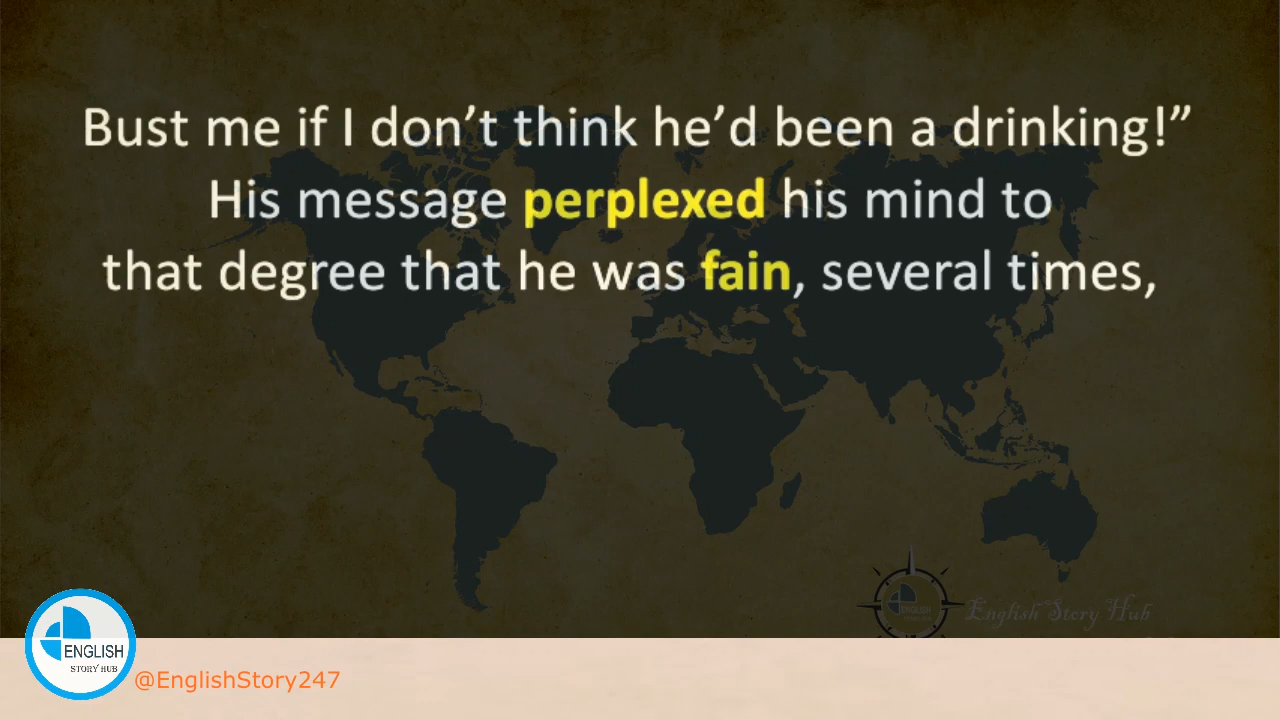 Bust me if I don’t think he’d been a drinking!”
His message perplexed his mind to
that degree that he was fain, several times,
English Story Hub
ENGLISH
STORY HUB
@EnglishStory247